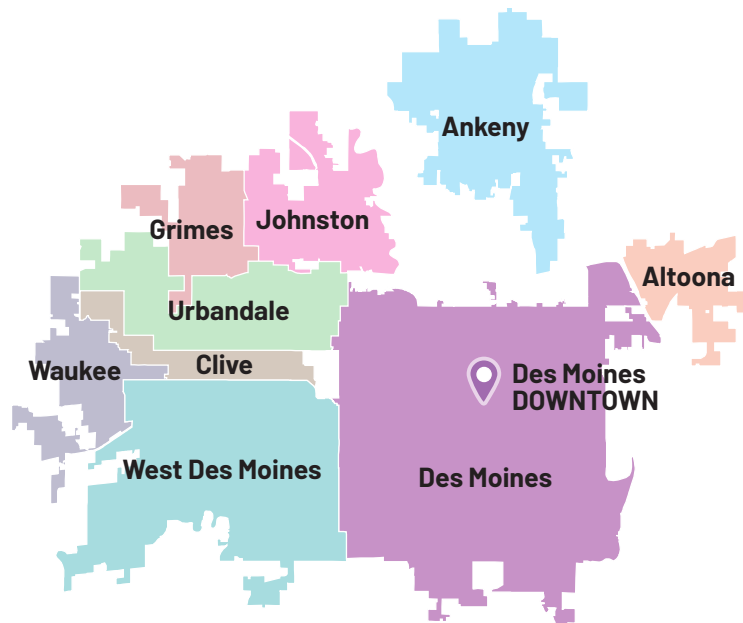 Ankeny
Grimes
Johnston
Altoona
Urbandale
Waukee
Clive
Des Moines
DOWNTOWN
West Des Moines
Des Moines